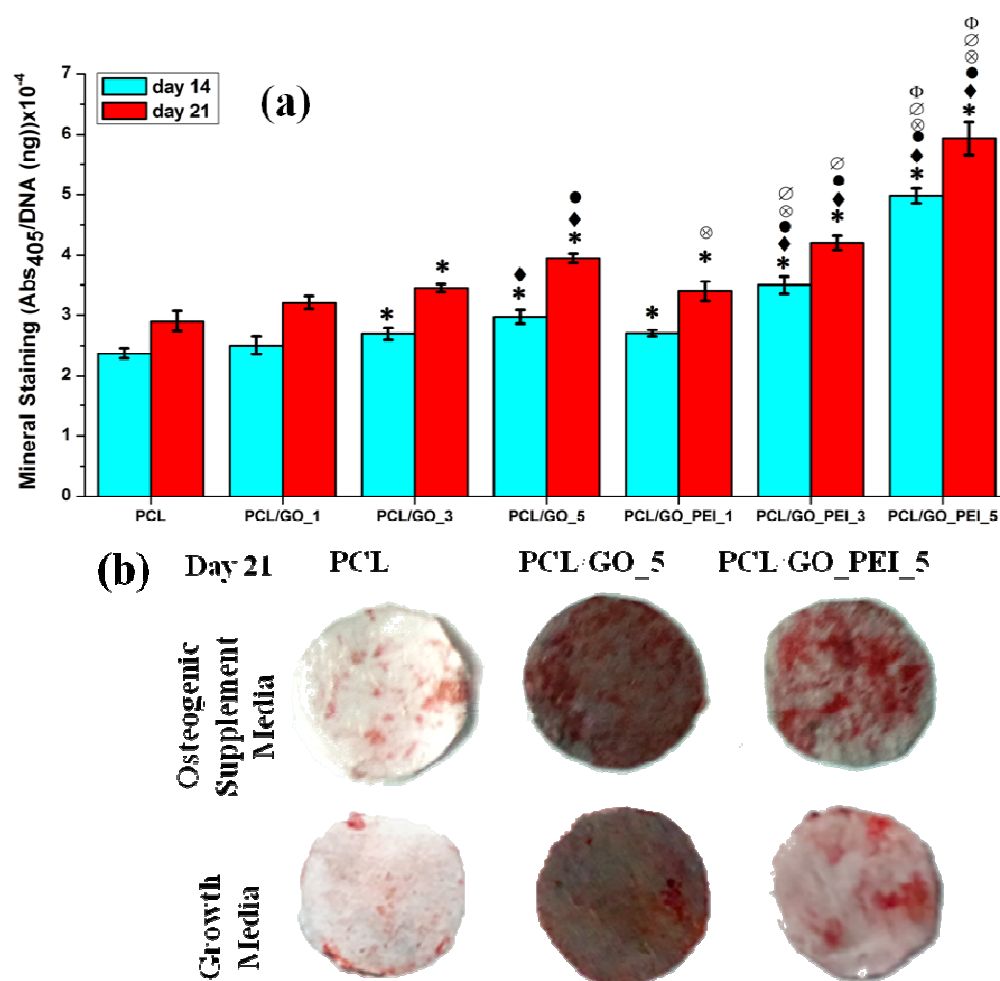 Mineral Staining (Abs405/DNA (ng))x10-4
7
6
5
4
3
2
1
0
day 14
day 21
(a)
*
*
♦
*
●
♦
*
*
⊗
*
∅
⊗
●
♦
*
∅
●
♦
*
Φ
∅
⊗
●
♦
*
Φ
∅
⊗
●
♦
*
PCL
PCL/GO_1
PCL/GO_3
PCL/GO_5
PCL/GO_PEI_1
PCL/GO_PEI_3
PCL/GO_PEI_5
(b) Day 21 PCL PCL/GO_5 PCL/GO_PEI_5
Osteogenic
Supplement
Media
Growth
Media